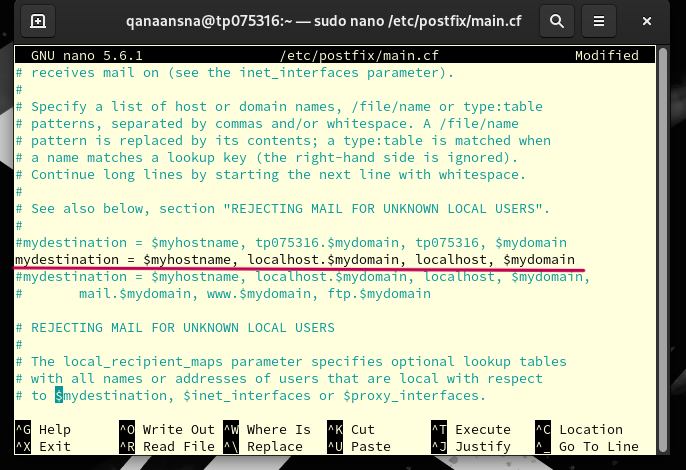 qanaansna@tp075316:~ — sudo nano /etc/postfix/main.cf
GNU nano 5.6.1 /etc/postfix/main.cf Modified
# receives mail on (see the inet_interfaces parameter).
#
# Specify a list of host or domain names, /file/name or type:table
# patterns, separated by commas and/or whitespace. A /file/name
# pattern is replaced by its contents; a type:table is matched when
# a name matches a lookup key (the right-hand side is ignored).
# Continue long lines by starting the next line with whitespace.
#
# See also below, section "REJECTING MAIL FOR UNKNOWN LOCAL USERS".
#
#mydestination = $myhostname, tp075316.$mydomain, tp075316, $mydomain
mydestination = $myhostname, localhost.$mydomain, localhost, $mydomain
#mydestination = $myhostname, localhost.$mydomain, localhost, $mydomain,
#       mail.$mydomain, www.$mydomain, ftp.$mydomain

# REJECTING MAIL FOR UNKNOWN LOCAL USERS
#
# The local_recipient_maps parameter specifies optional lookup tables
# with all names or addresses of users that are local with respect
# to $mydestination, $inet_interfaces or $proxy_interfaces.
^G Help ^O Write Out ^W Where Is ^K Cut ^T Execute ^C Location
^X Exit ^R Read File ^\ Replace ^U Paste ^J Justify ^_ Go To Line